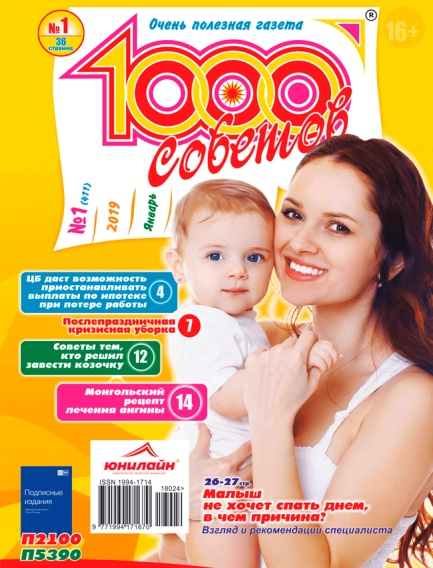 Очень полезная газета
®
16+
№1
36
страниц
1000
советов
№1 (411)
2019
Январь
ЦБ даст возможность
приостанавливать
выплаты по ипотеке
при потере работы
4
Послепраздничная
кризисная уборка
7
Советы тем,
кто решил
завести козочку
12
Монгольский
рецепт
лечения ангины
14
ЮНИЛАЙН®
ISSN 1994-1714
18024>
9 771994 171670
Подписные
издания
П2100
П5390
26-27 стр.
Малыш
не хочет спать днем,
в чем причина?
Взгляд и рекомендации специалиста